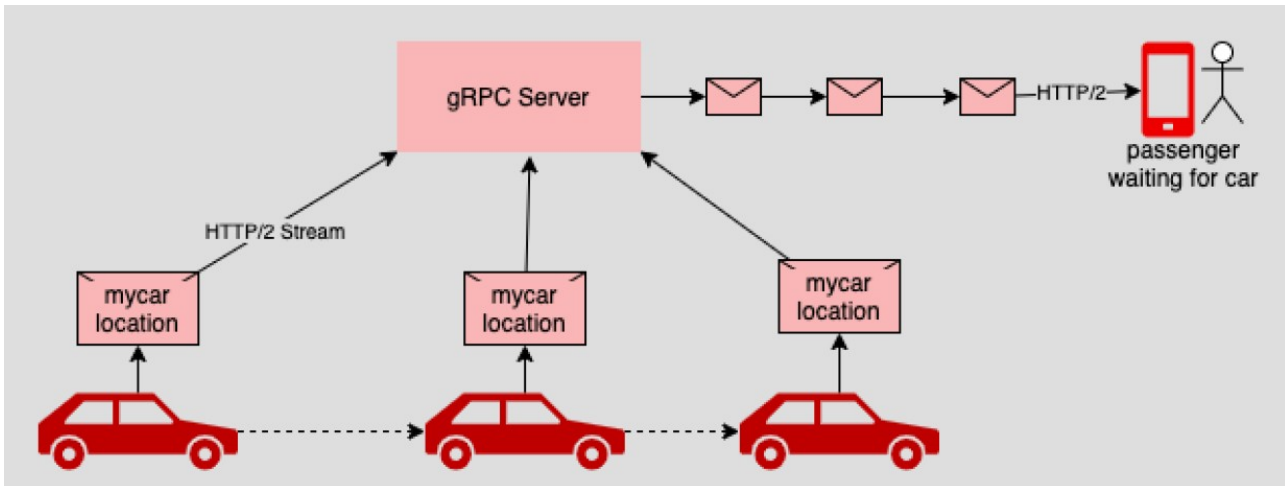 gRPC Server
HTTP/2
passenger
waiting for car
HTTP/2 Stream
mycar
location
mycar
location
mycar
location